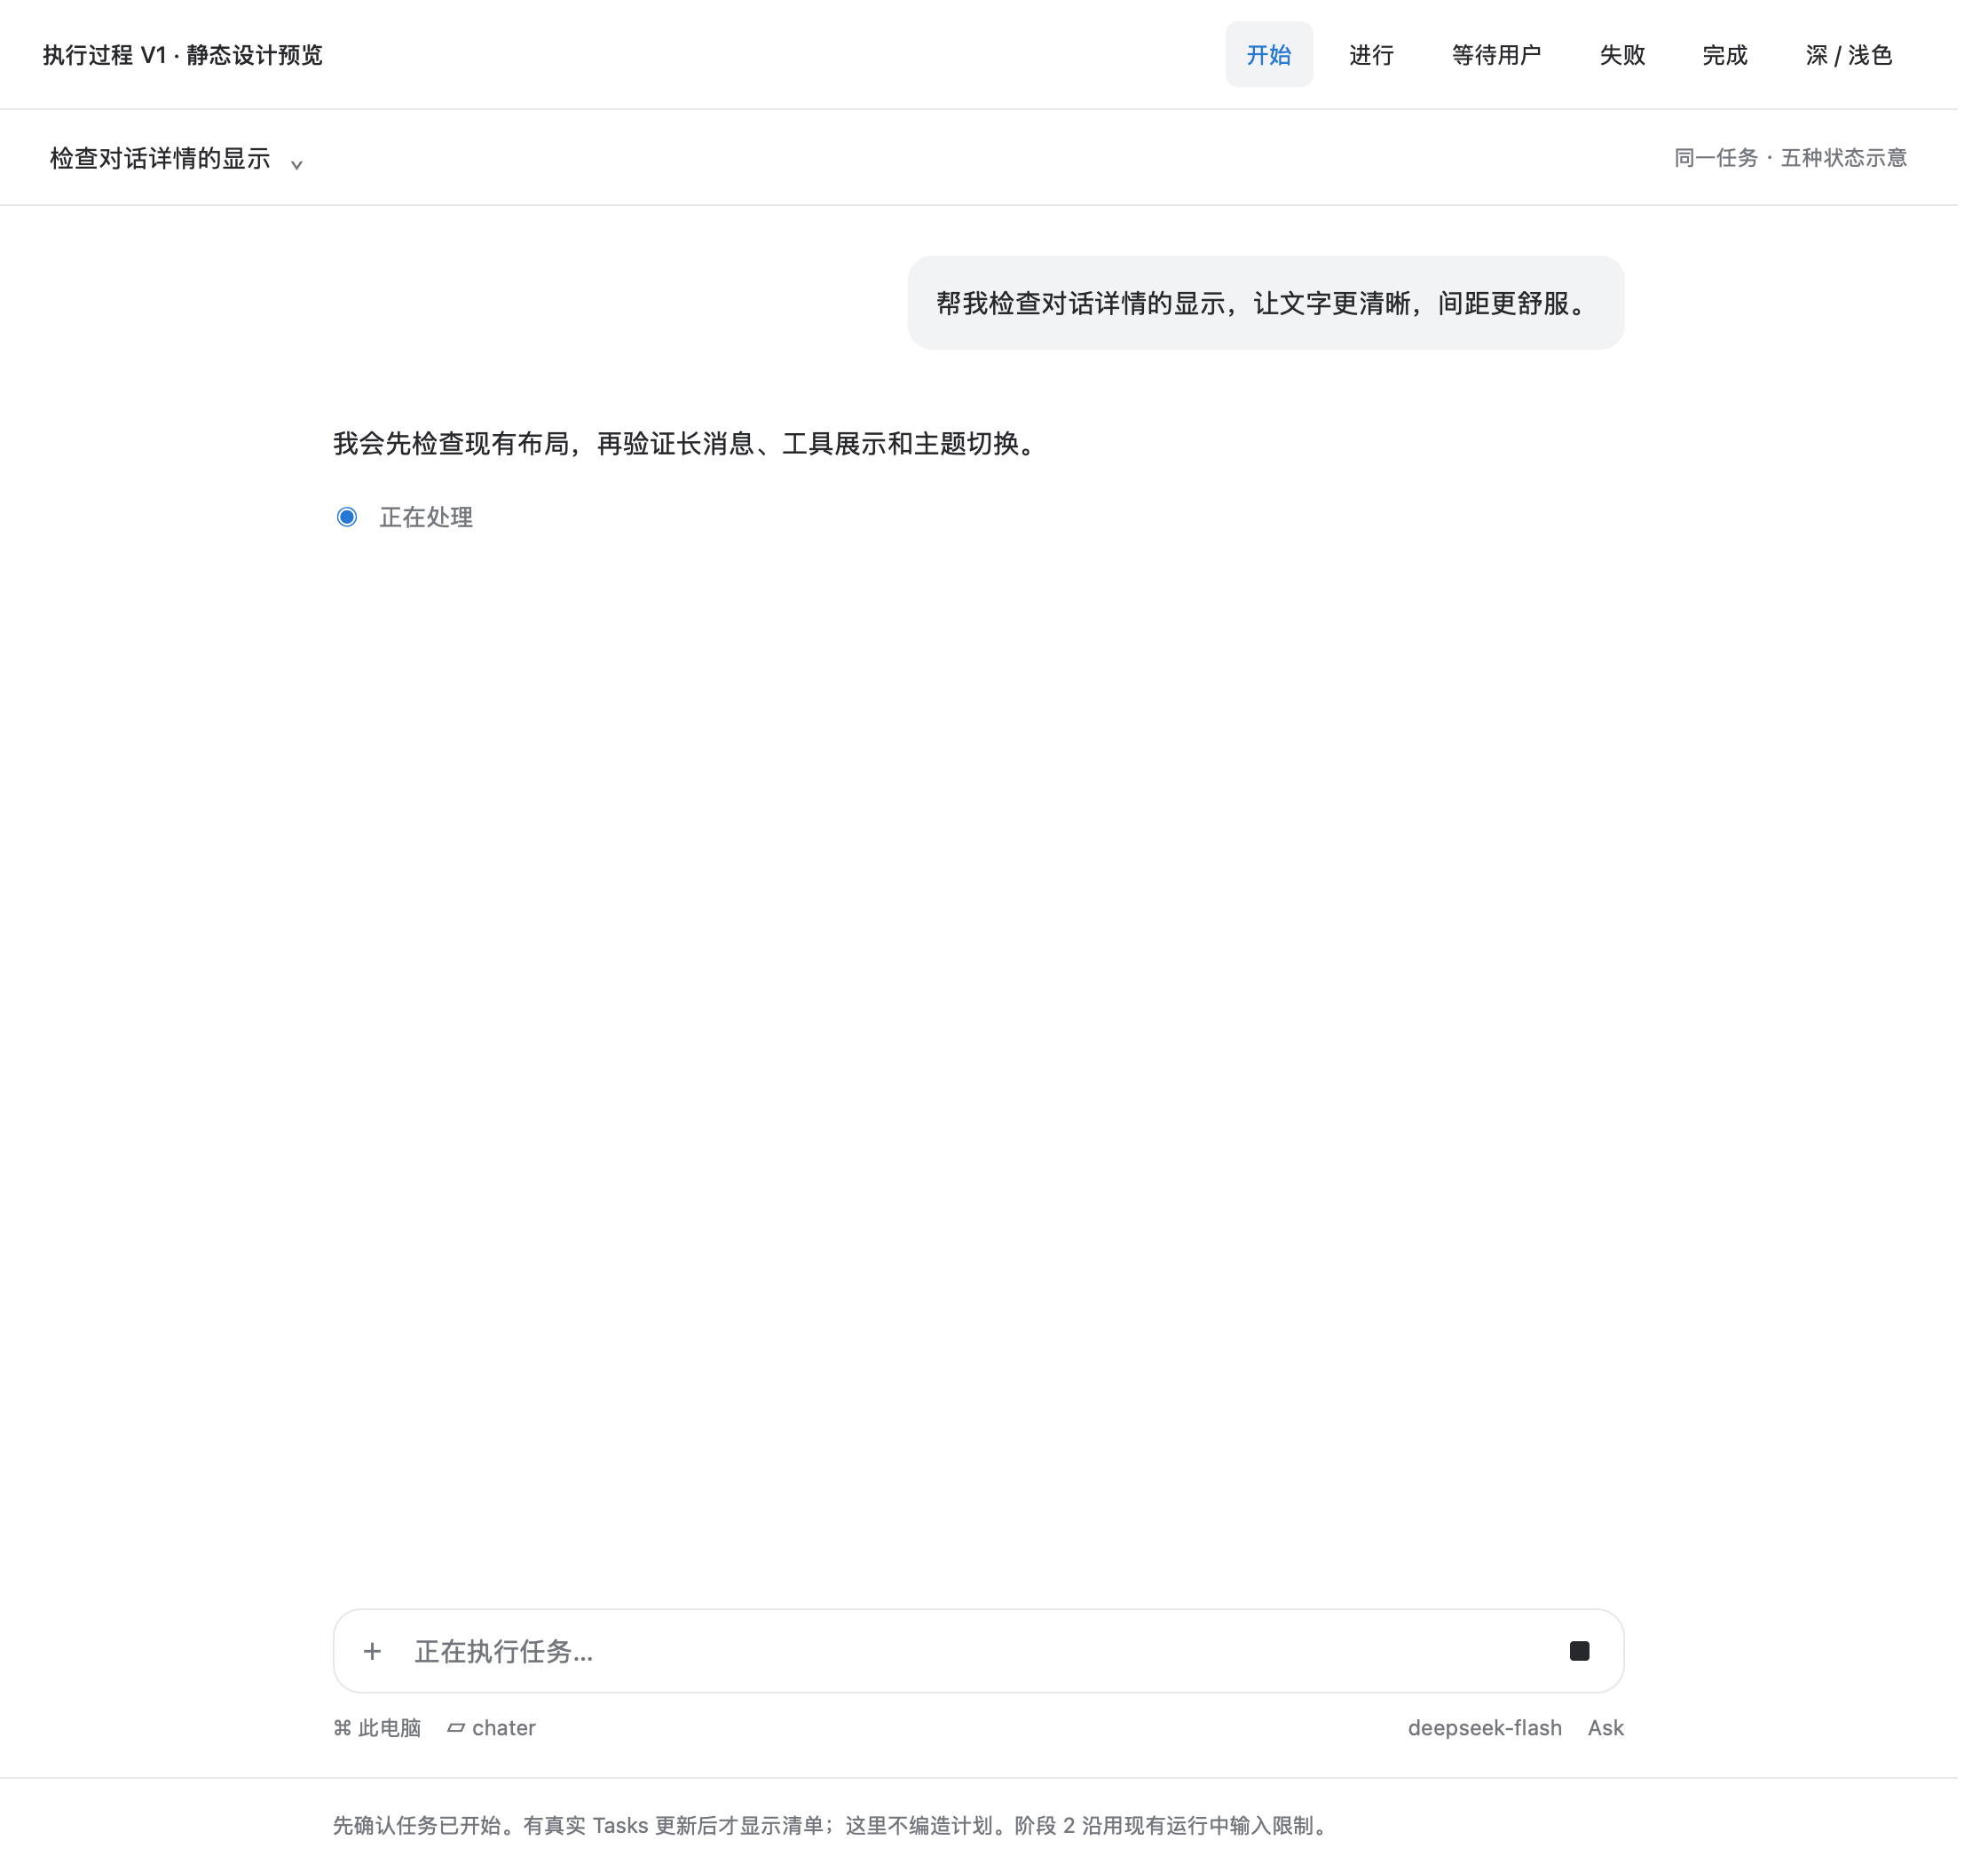 执行过程 V1 · 静态设计预览
开始 进行 等待用户 失败 完成 深 / 浅色
检查对话详情的显示
同一任务 · 五种状态示意
帮我检查对话详情的显示，让文字更清晰，间距更舒服。
我会先检查现有布局，再验证长消息、工具展示和主题切换。
正在处理
+ 正在执行任务...
⌘ 此电脑 ▱ chater
deepseek-flash Ask
先确认任务已开始。有真实 Tasks 更新后才显示清单；这里不编造计划。阶段 2 沿用现有运行中输入限制。